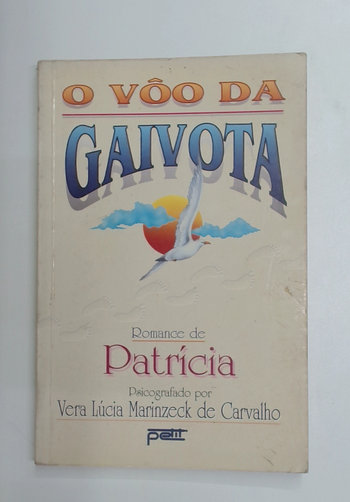 O VÔO DA
GAIVOTA
Romance de
Patrícia
Psicografado por
Vera Lúcia Marinzeck de Carvalho
petit